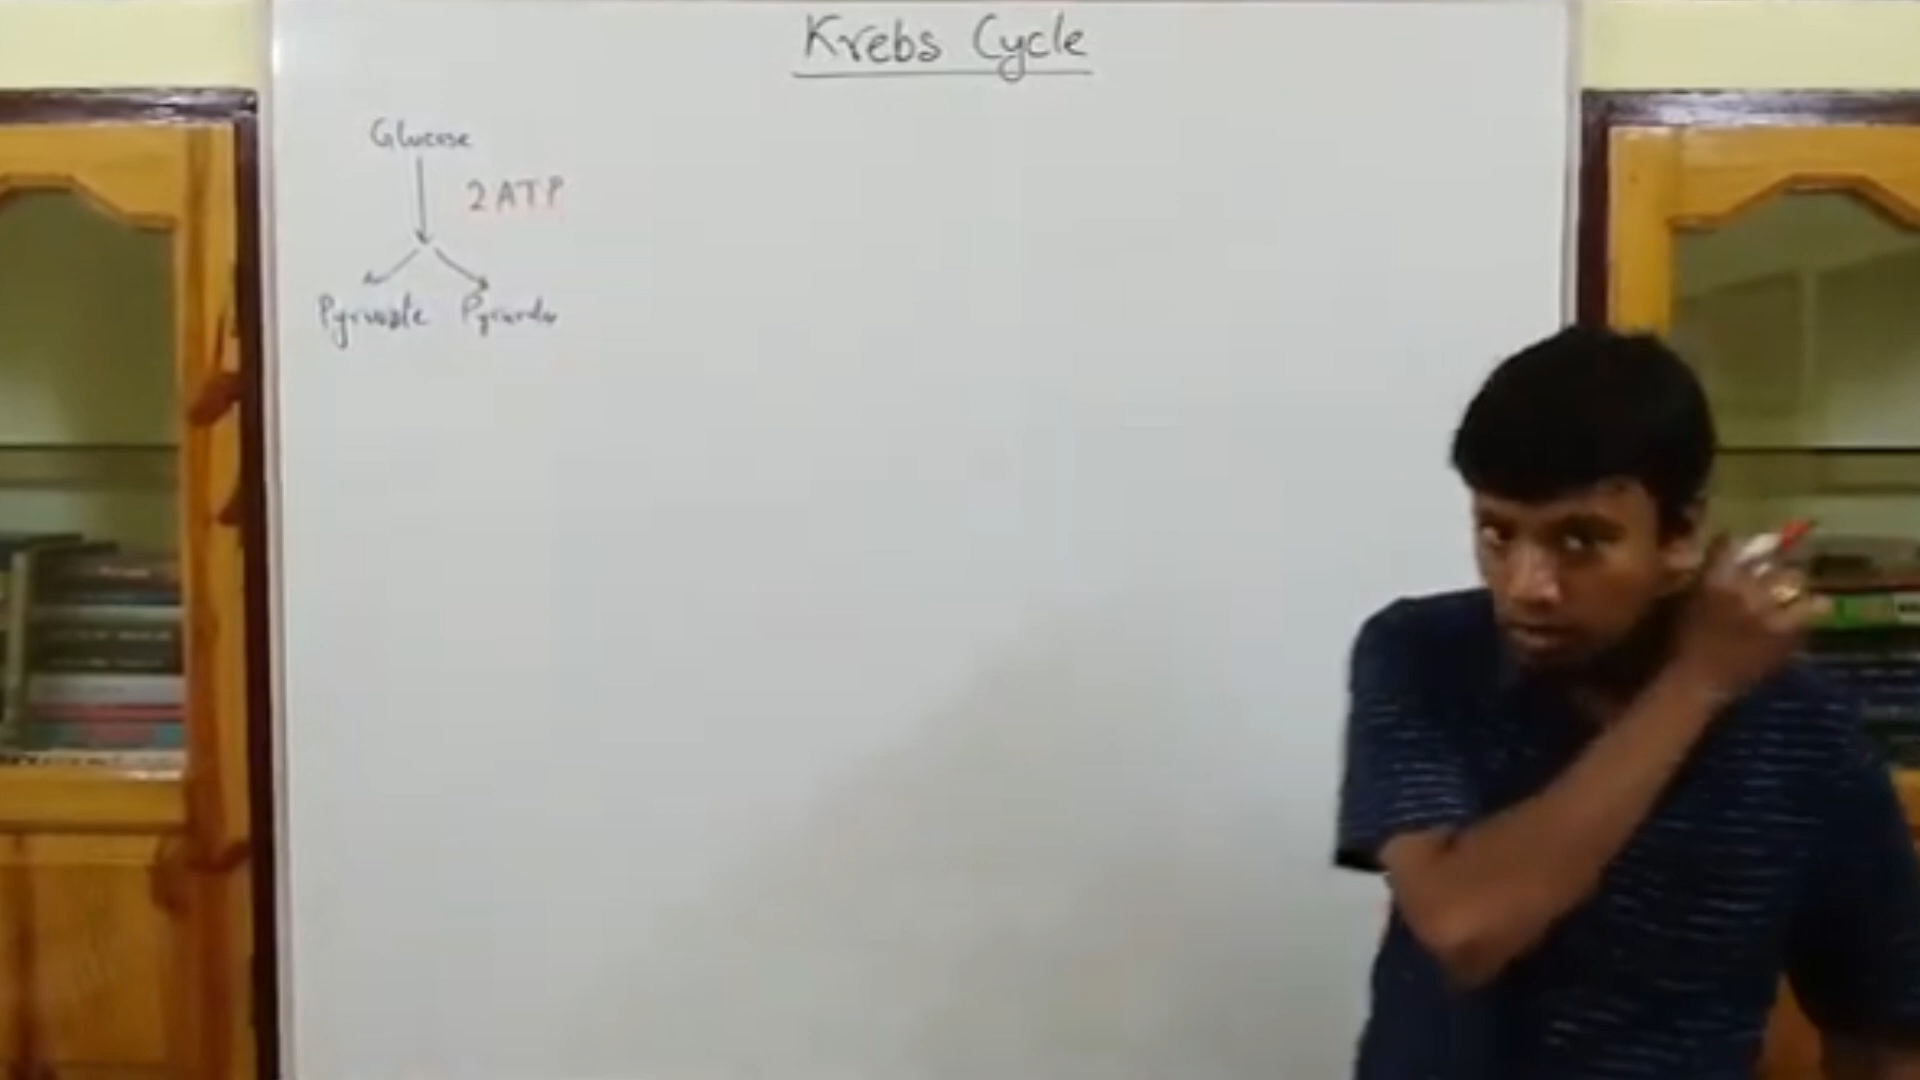 Krebs Cycle
Glucose
2 ATP
Pyruvate Pyruvate